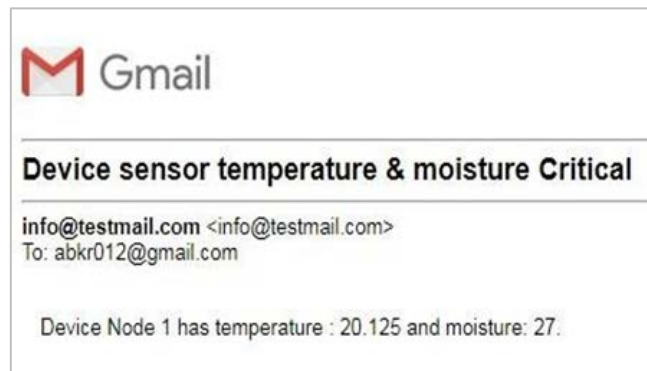 Gmail
Device sensor temperature & moisture Critical
info@testmail.com <info@testmail.com>
To: abkr012@gmail.com
Device Node 1 has temperature : 20.125 and moisture: 27.